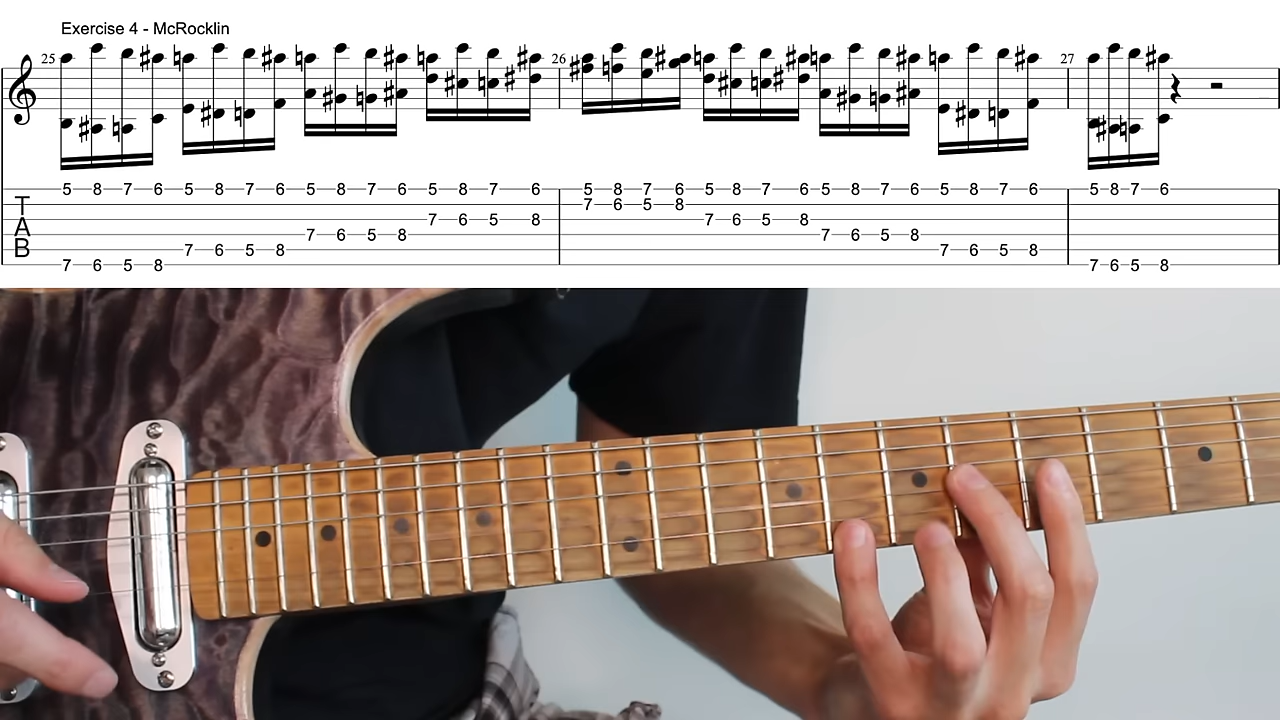 Exercise 4 - McRocklin
25 26 27
5 8 7 6 5 8 7 6 5 8 7 6 5 8 7 6 5 8 7 6 5 8 7 6 5 8 7 6 5 8 7 6 5 8 7 6
T 7 6 5 8
7 6 5 8 7 6 5 8
A 7 6 5 8 7 6 5 8
B 7 6 5 8 7 6 5 8
7 6 5 8 7 6 5 8